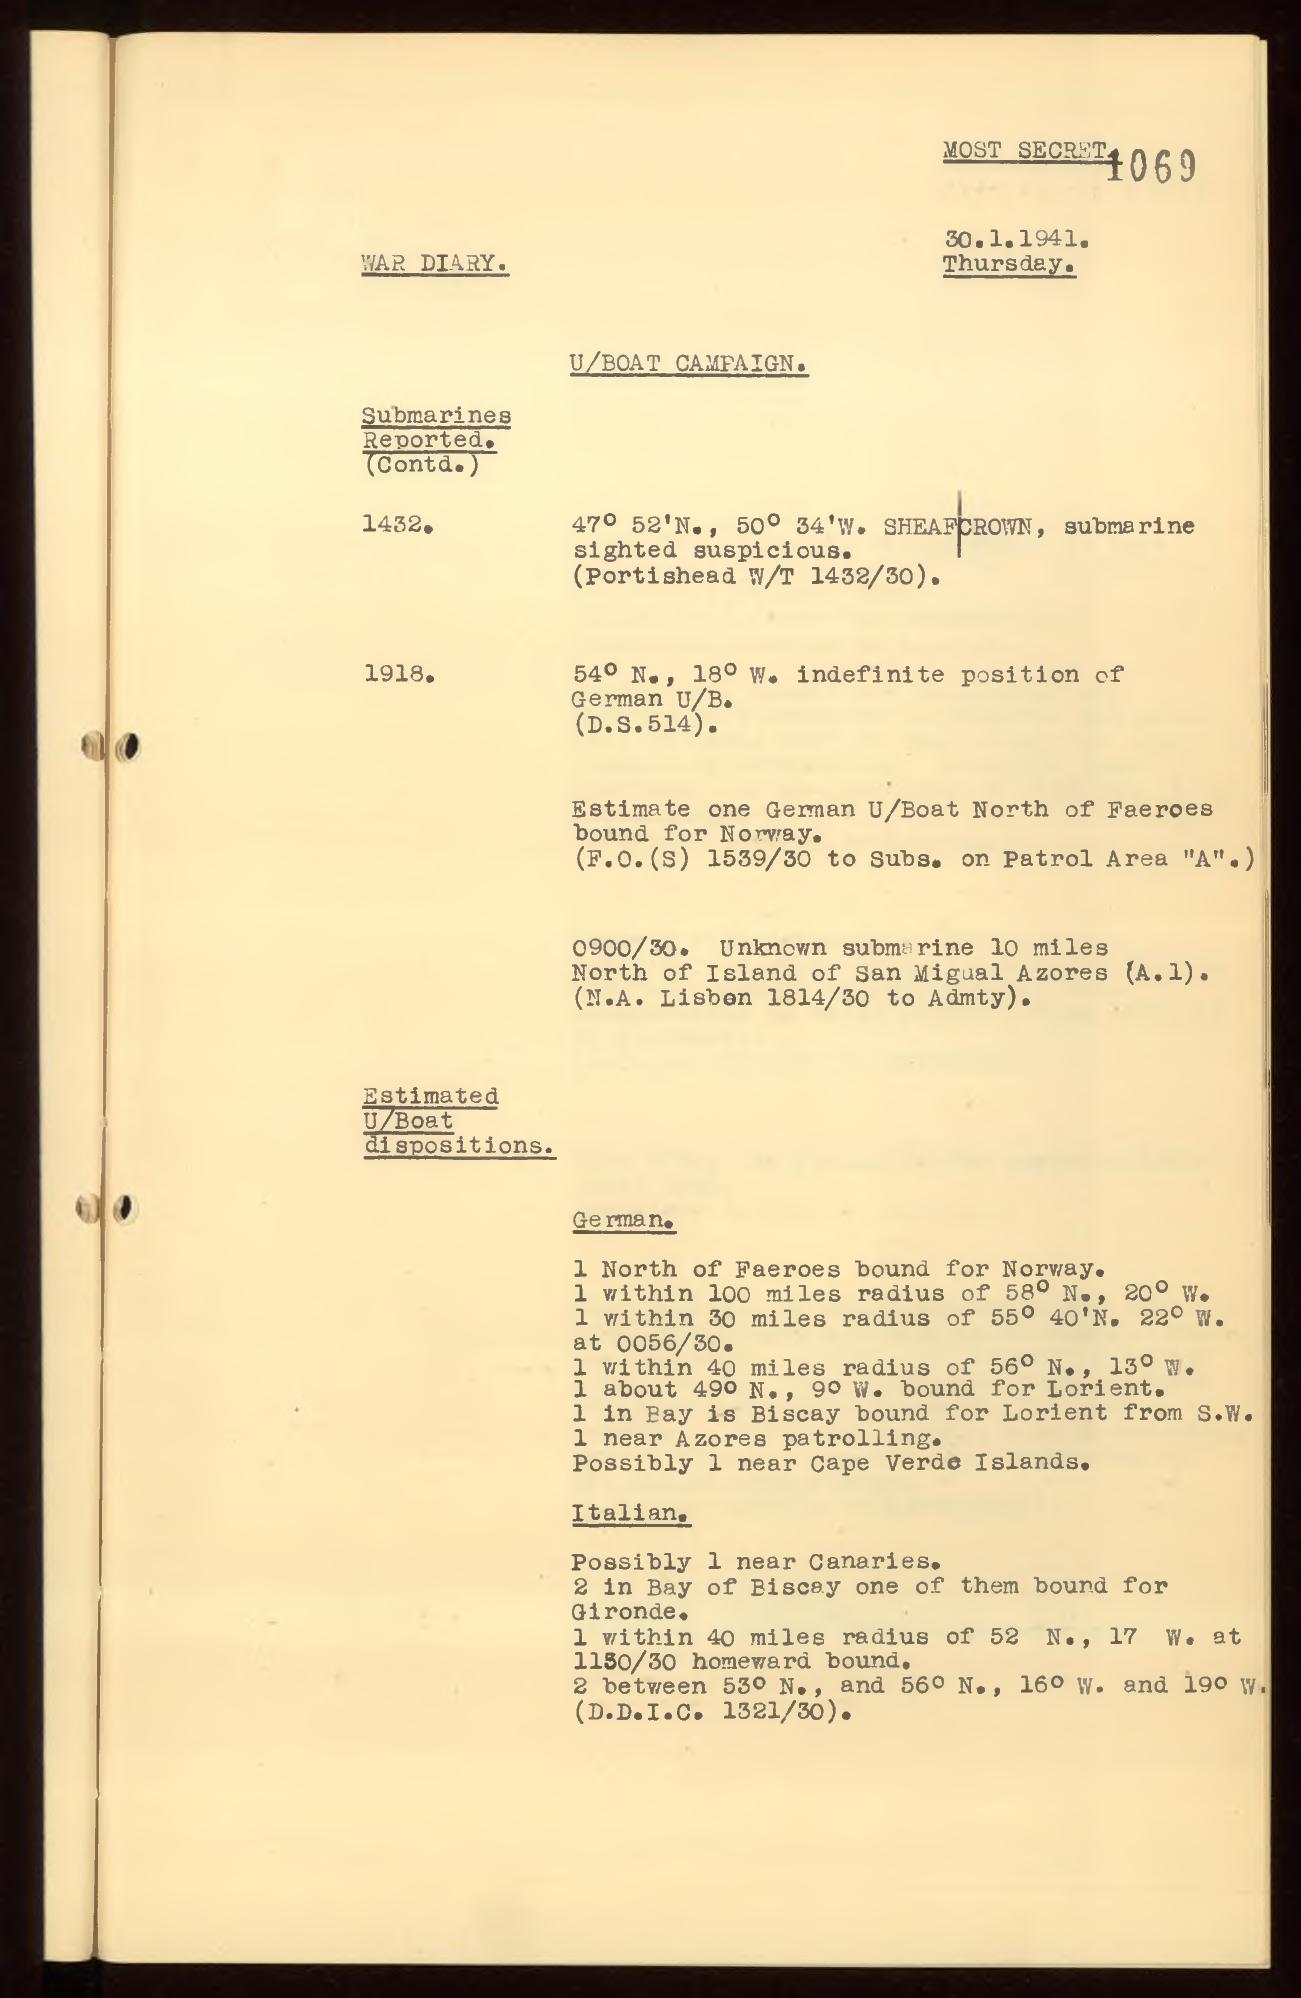 MOST SECRET.
1069
30.1.1941.
WAR DIARY.
Thursday.
U/BOAT CAMPAIGN.
Submarines
Reported.
(Contd.)
1432. 47° 52'N., 50° 34'W. SHEAF|CROWN, submarine
sighted suspicious.
(Portishead W/T 1432/30).
1918. 54° N., 18° W. indefinite position of
German U/B.
(D.S.514).
Estimate one German U/Boat North of Faeroes
bound for Norway.
(F.O.(S) 1539/30 to Subs. on Patrol Area "A".)
0900/30. Unknown submarine 10 miles
North of Island of San Migual Azores (A.1).
(N.A. Lisbon 1814/30 to Admty).
Estimated
U/Boat
dispositions.
German.
1 North of Faeroes bound for Norway.
1 within 100 miles radius of 58° N., 20° W.
1 within 30 miles radius of 55° 40'N. 22° W.
at 0056/30.
1 within 40 miles radius of 56° N., 13° W.
1 about 49° N., 9° W. bound for Lorient.
1 in Bay is Biscay bound for Lorient from S.W.
1 near Azores patrolling.
Possibly 1 near Cape Verde Islands.
Italian.
Possibly 1 near Canaries.
2 in Bay of Biscay one of them bound for
Gironde.
1 within 40 miles radius of 52 N., 17 W. at
1130/30 homeward bound.
2 between 53° N., and 56° N., 16° W. and 19° W.
(D.D.I.C. 1321/30).